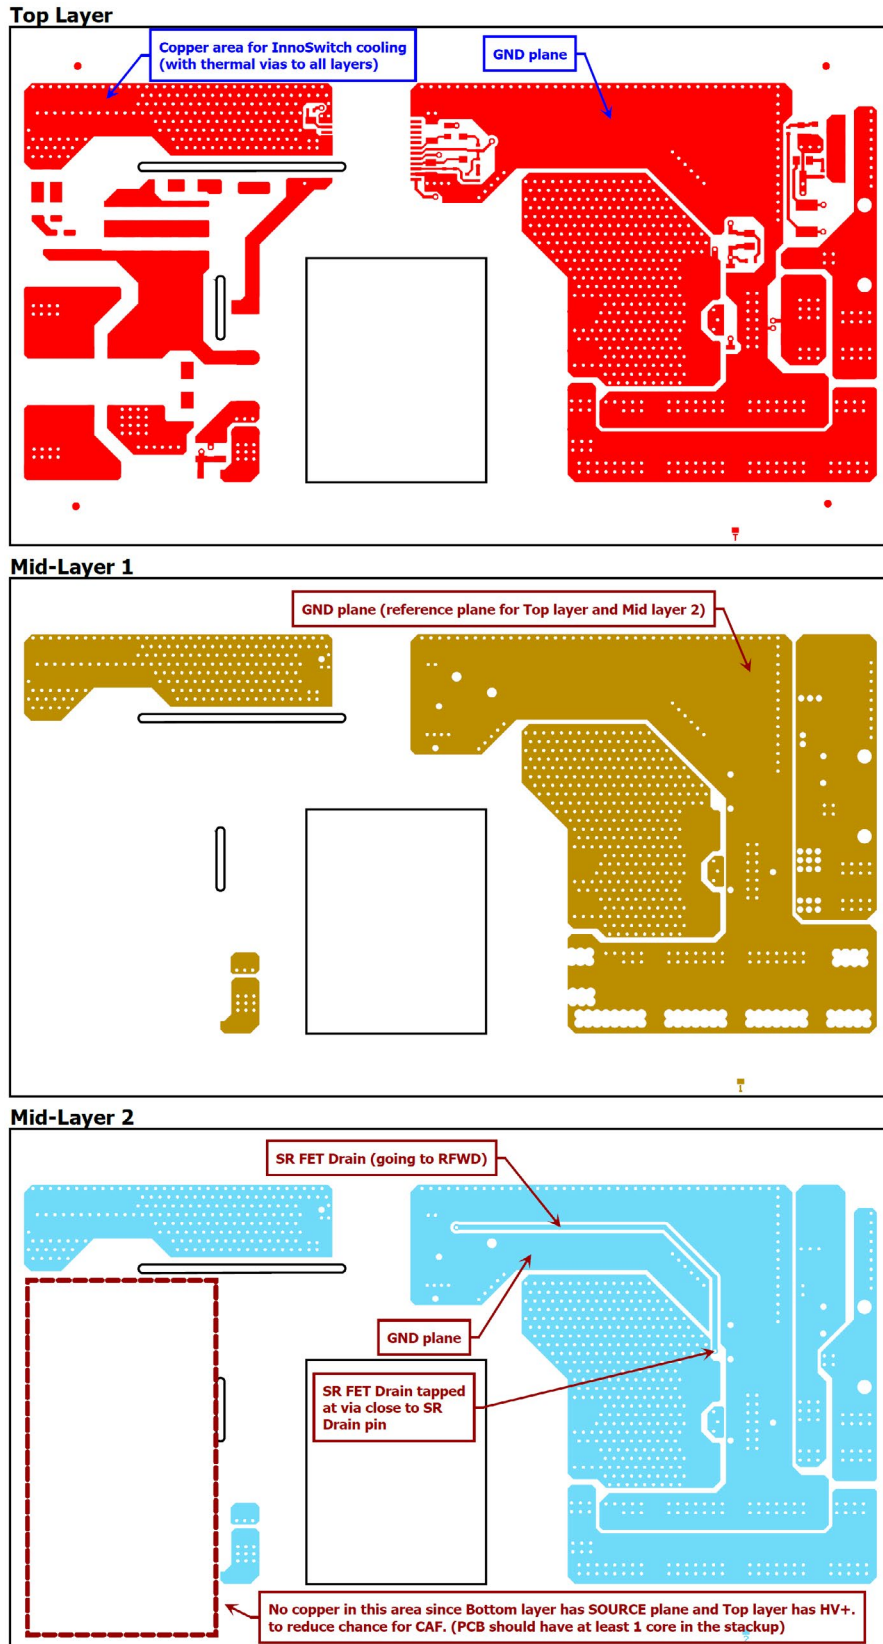 Top Layer
Copper area for InnoSwitch cooling
(with thermal vias to all layers)
GND plane
T
Mid-Layer 1
GND plane (reference plane for Top layer and Mid layer 2)
1
Mid-Layer 2
SR FET Drain (going to RFWD)
GND plane
SR FET Drain tapped
at via close to SR
Drain pin
No copper in this area since Bottom layer has SOURCE plane and Top layer has HV+.
to reduce chance for CAF. (PCB should have at least 1 core in the stackup)
2